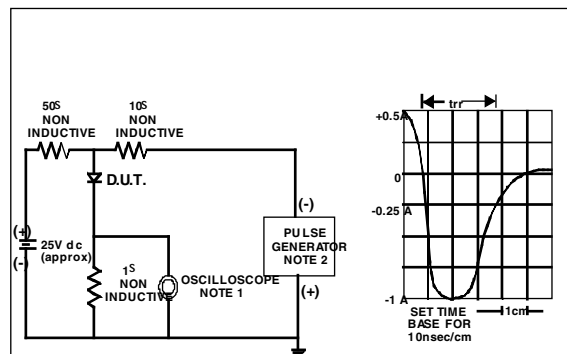 50S
NON
INDUCTIVE
10S
NON
INDUCTIVE
D.U.T.
(+)
25V dc
(approx)
(-)
1S
NON
INDUCTIVE
OSCILLOSCOPE
NOTE 1
(-)
PULSE
GENERATOR
NOTE 2
(+)
trr
+0.5A
0
-0.25 A
-1 A
SET TIME
BASE FOR
10nsec/cm
1cm